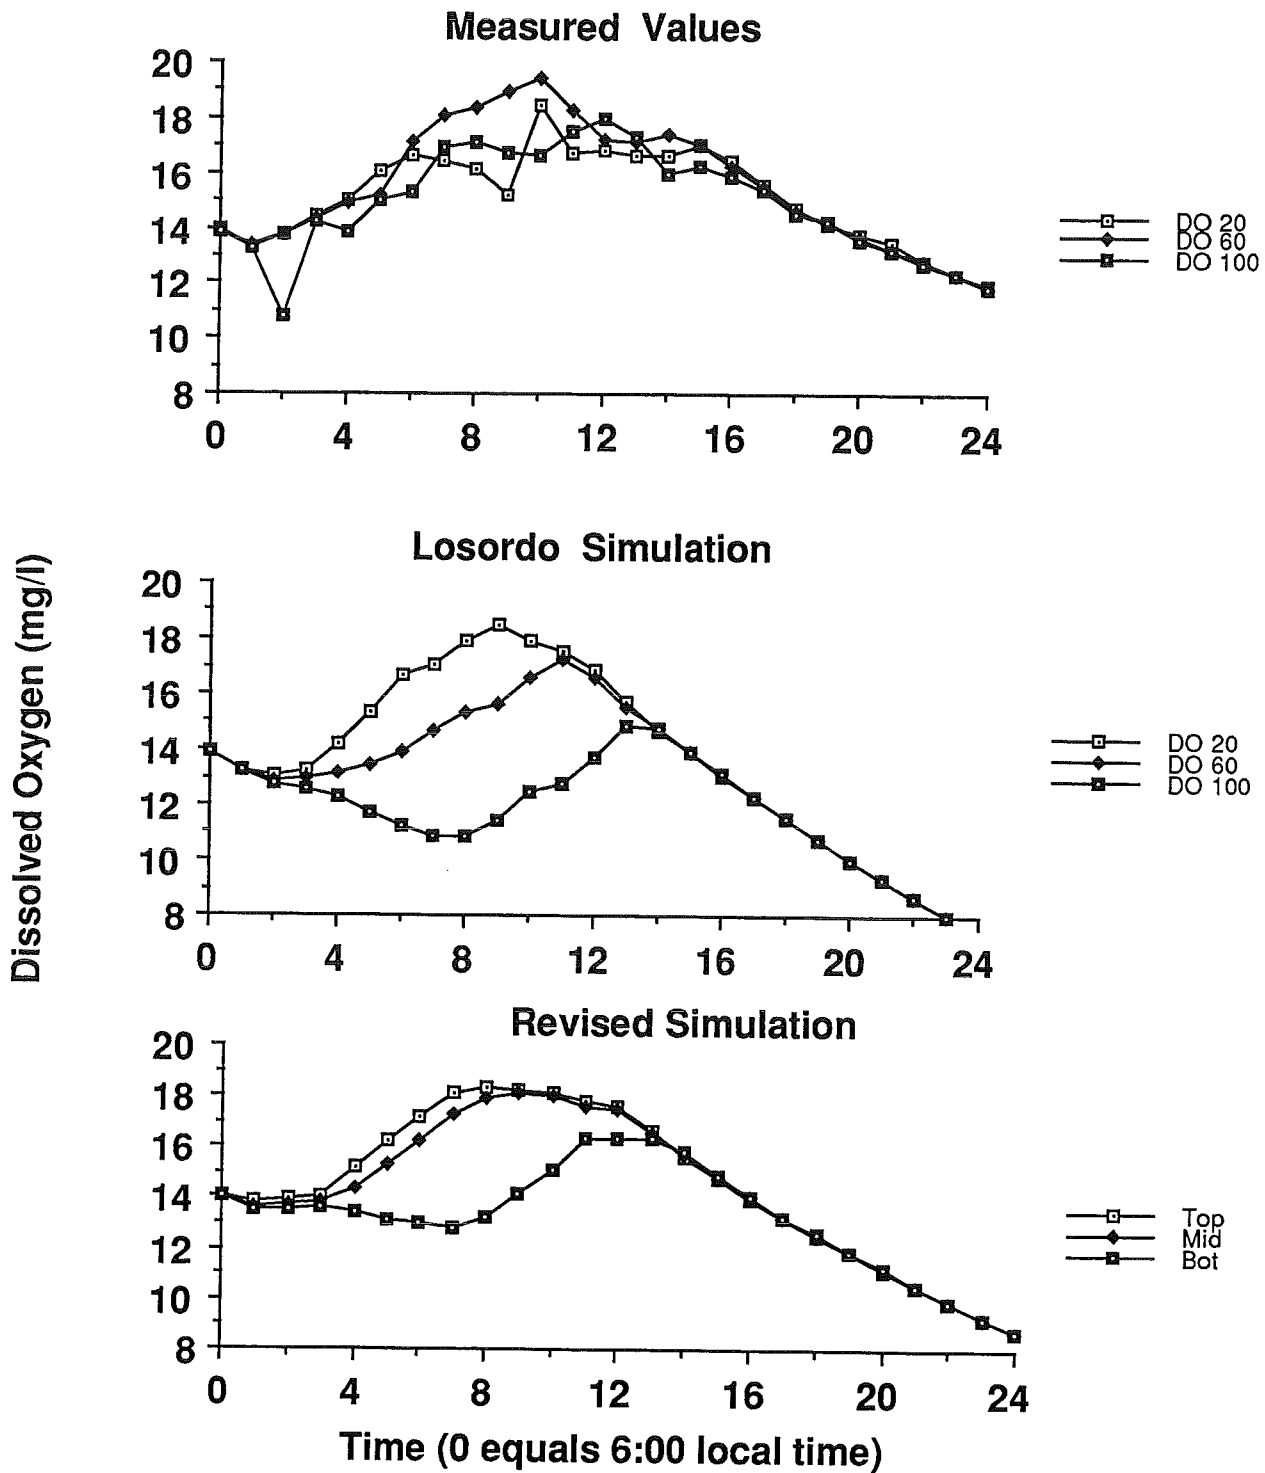 Measured Values
20
18
16
14
12
10
8
0 4 8 12 16 20 24
DO 20
DO 60
DO 100
Dissolved Oxygen (mg/l)
Losordo Simulation
20
18
16
14
12
10
8
0 4 8 12 16 20 24
DO 20
DO 60
DO 100
Revised Simulation
20
18
16
14
12
10
8
0 4 8 12 16 20 24
Top
Mid
Bot
Time (0 equals 6:00 local time)